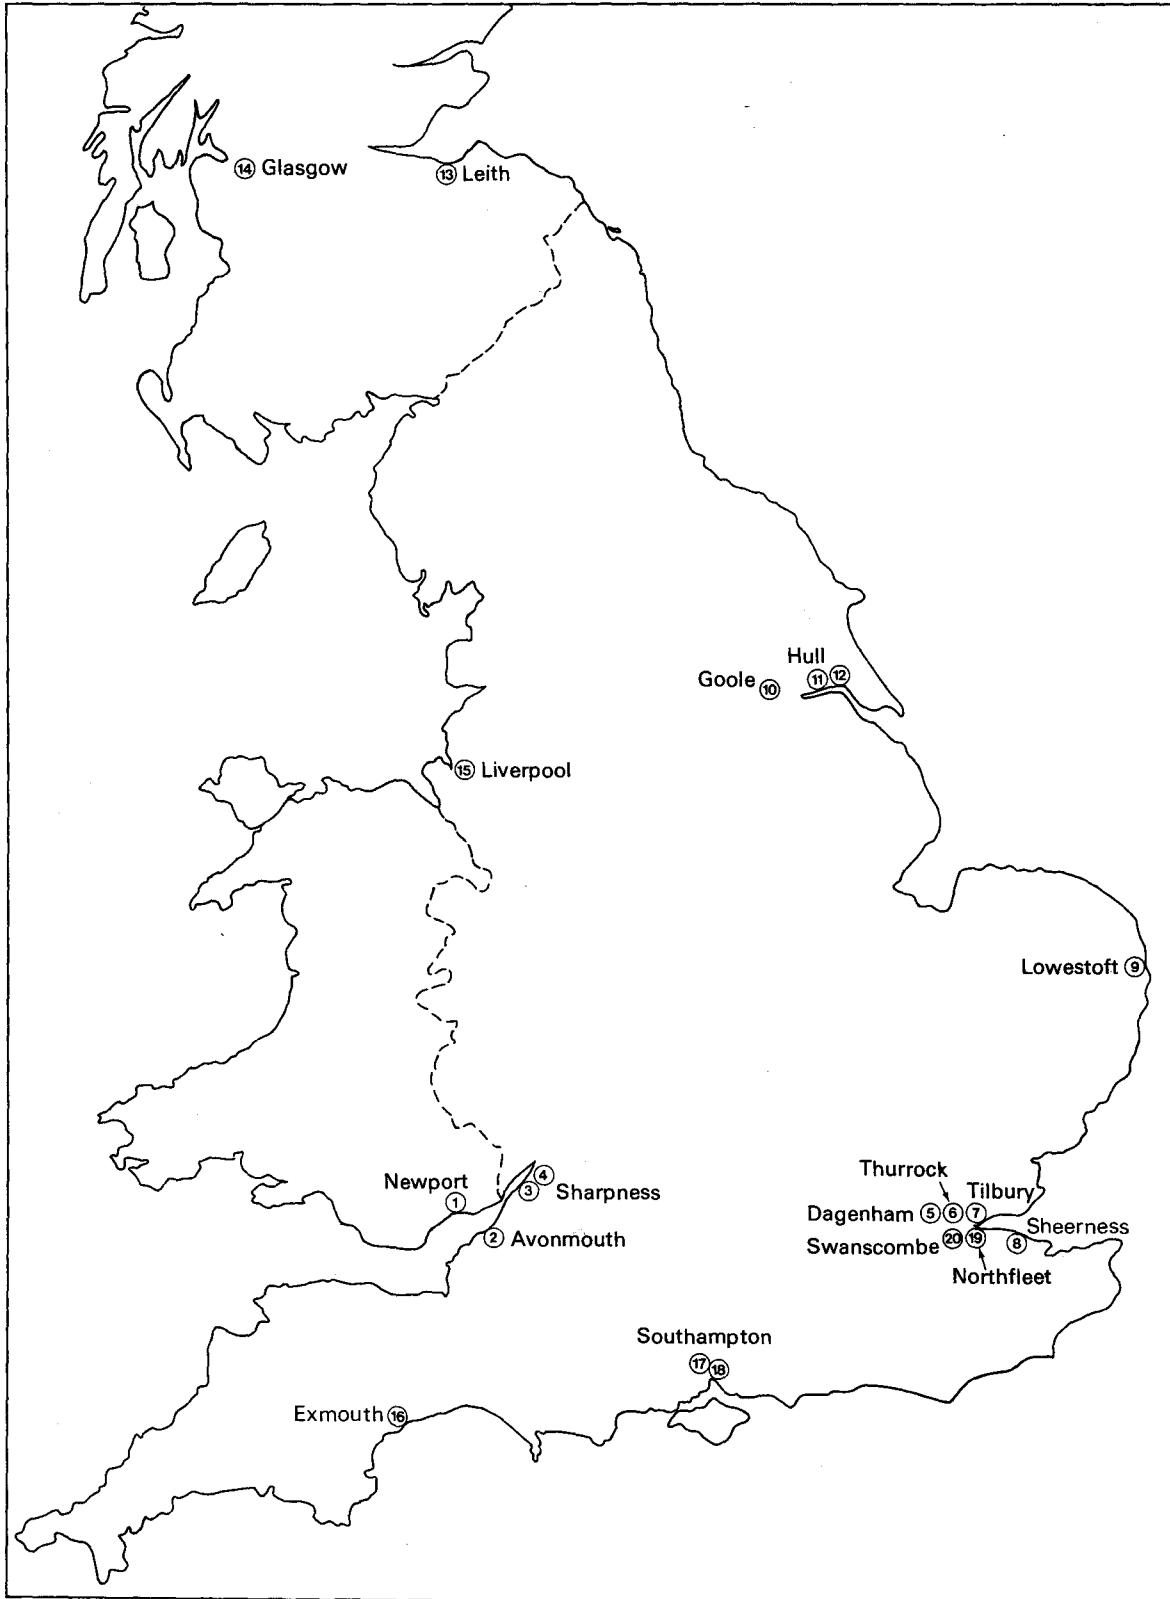 14 Glasgow
13 Leith
Hull
11 12
Goole 10
15 Liverpool
Lowestoft 9
Newport
1
4
3 Sharpness
2 Avonmouth
Thurrock
Tilbury
Dagenham 5 6 7
Sheerness
8
Swanscombe 20 19
Northfleet
Southampton
17 18
Exmouth 16